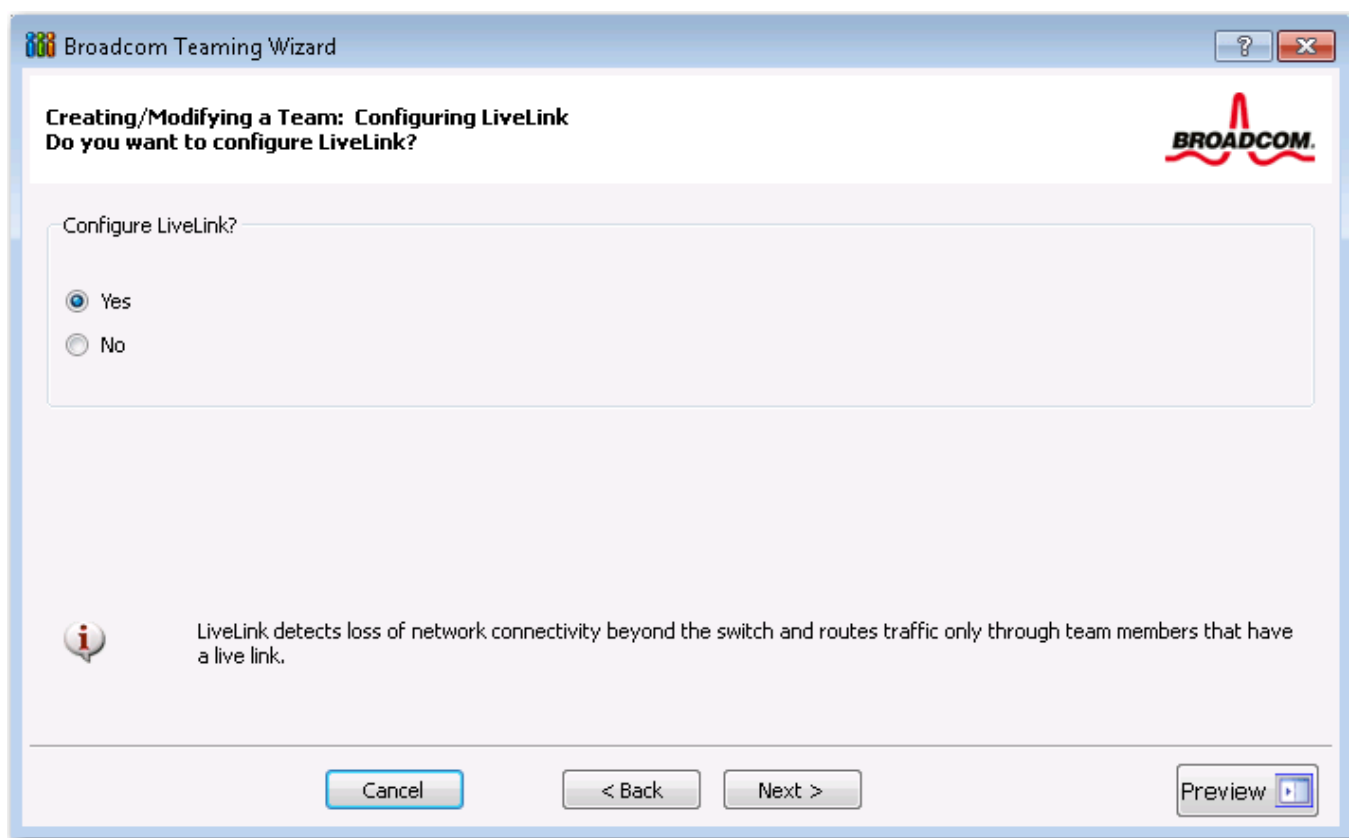 Broadcom Teaming Wizard
?
Creating/Modifying a Team: Configuring LiveLink
Do you want to configure LiveLink?
BROADCOM.
Configure LiveLink?
Yes
No
i
LiveLink detects loss of network connectivity beyond the switch and routes traffic only through team members that have
a live link.
Cancel
< Back
Next >
Preview